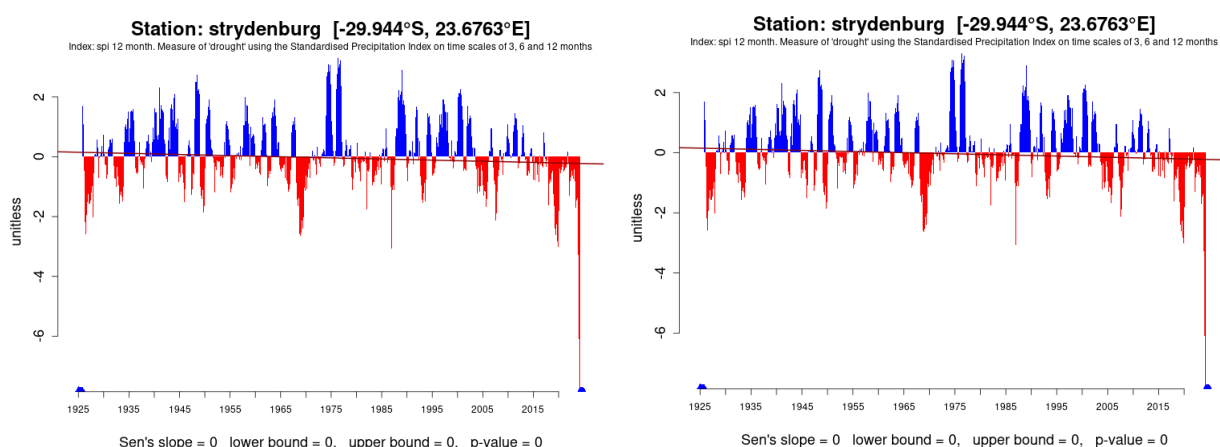 Station: strydenburg [-29.944°S, 23.6763°E]
Index: spi 12 month. Measure of 'drought' using the Standardised Precipitation Index on time scales of 3, 6 and 12 months
unitless
2
0
-2
-4
-6
1925 1935 1945 1955 1965 1975 1985 1995 2005 2015
Sen's slope = 0 lower bound = 0, upper bound = 0, p-value = 0
Station: strydenburg [-29.944°S, 23.6763°E]
Index: spi 12 month. Measure of 'drought' using the Standardised Precipitation Index on time scales of 3, 6 and 12 months
unitless
2
0
-2
-4
-6
1925 1935 1945 1955 1965 1975 1985 1995 2005 2015
Sen's slope = 0 lower bound = 0, upper bound = 0, p-value = 0